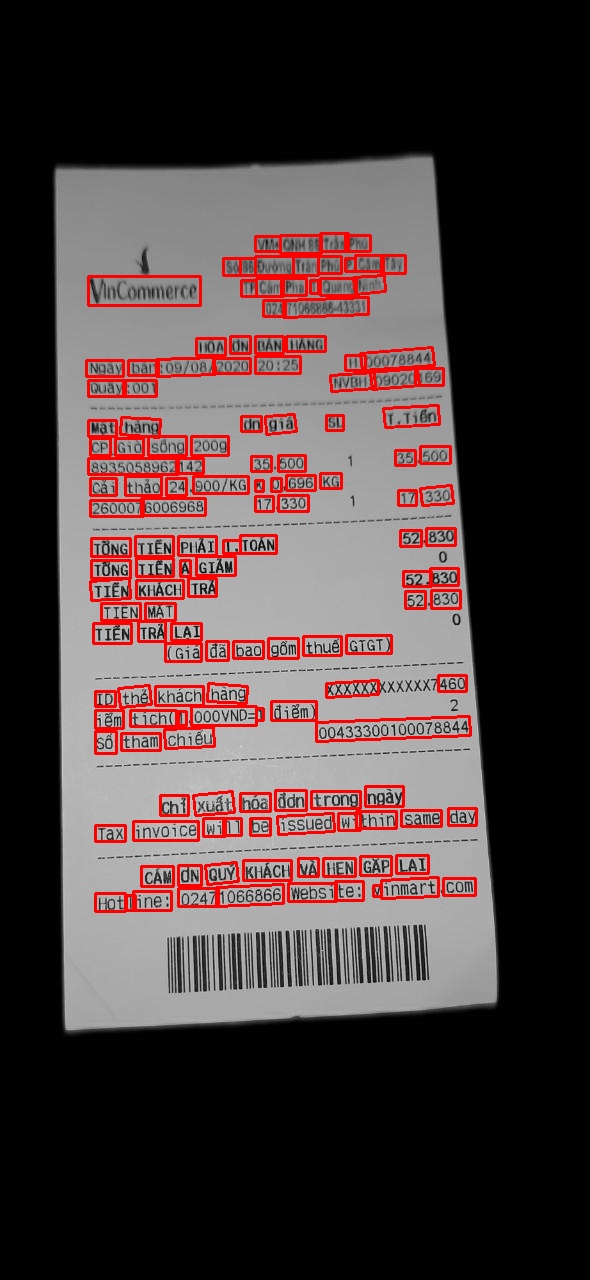 VinCommerce
VM+ QNH 86 Trần Phú
Số 86 Đường Trần Phú, P. Cẩm Tây
TP. Cẩm Phả, T. Quảng Ninh
02471066866-43331
HÓA ĐƠN BÁN HÀNG
Ngày bán:09/08/2020 20:25
HĐ:00078844
Quầy:001
NVBH:09020169
Mặt hàng đơn giá SL T.Tiền
CP Giò sống 200g
8935058962142 35.500 1 35.500
Cải thảo 24.900/KG x 0.696 KG
2600076006968 17.330 1 17.330
TỔNG TIỀN PHẢI T.TOÁN 52.830
TỔNG TIỀN ĐÃ GIẢM 0
TIỀN KHÁCH TRẢ 52.830
TIỀN MẶT 52.830
TIỀN TRẢ LẠI 0
(Giá đã bao gồm thuế GTGT)
ID thẻ khách hàng XXXXXXXXXXXX7460
Điểm tích(1.000VND=1 điểm) 2
Số tham chiếu 00433300100078844
Chỉ xuất hóa đơn trong ngày
Tax invoice will be issued within same day
CẢM ƠN QUÝ KHÁCH VÀ HẸN GẶP LẠI
Hotline: 02471066866 Website: vinmart.com